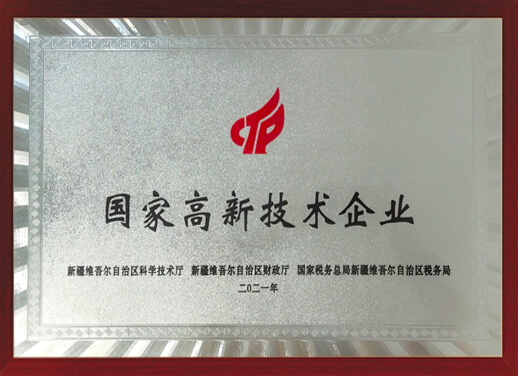 CTP
国家高新技术企业
新疆维吾尔自治区科学技术厅 新疆维吾尔自治区财政厅 国家税务总局新疆维吾尔自治区税务局
二〇二一年